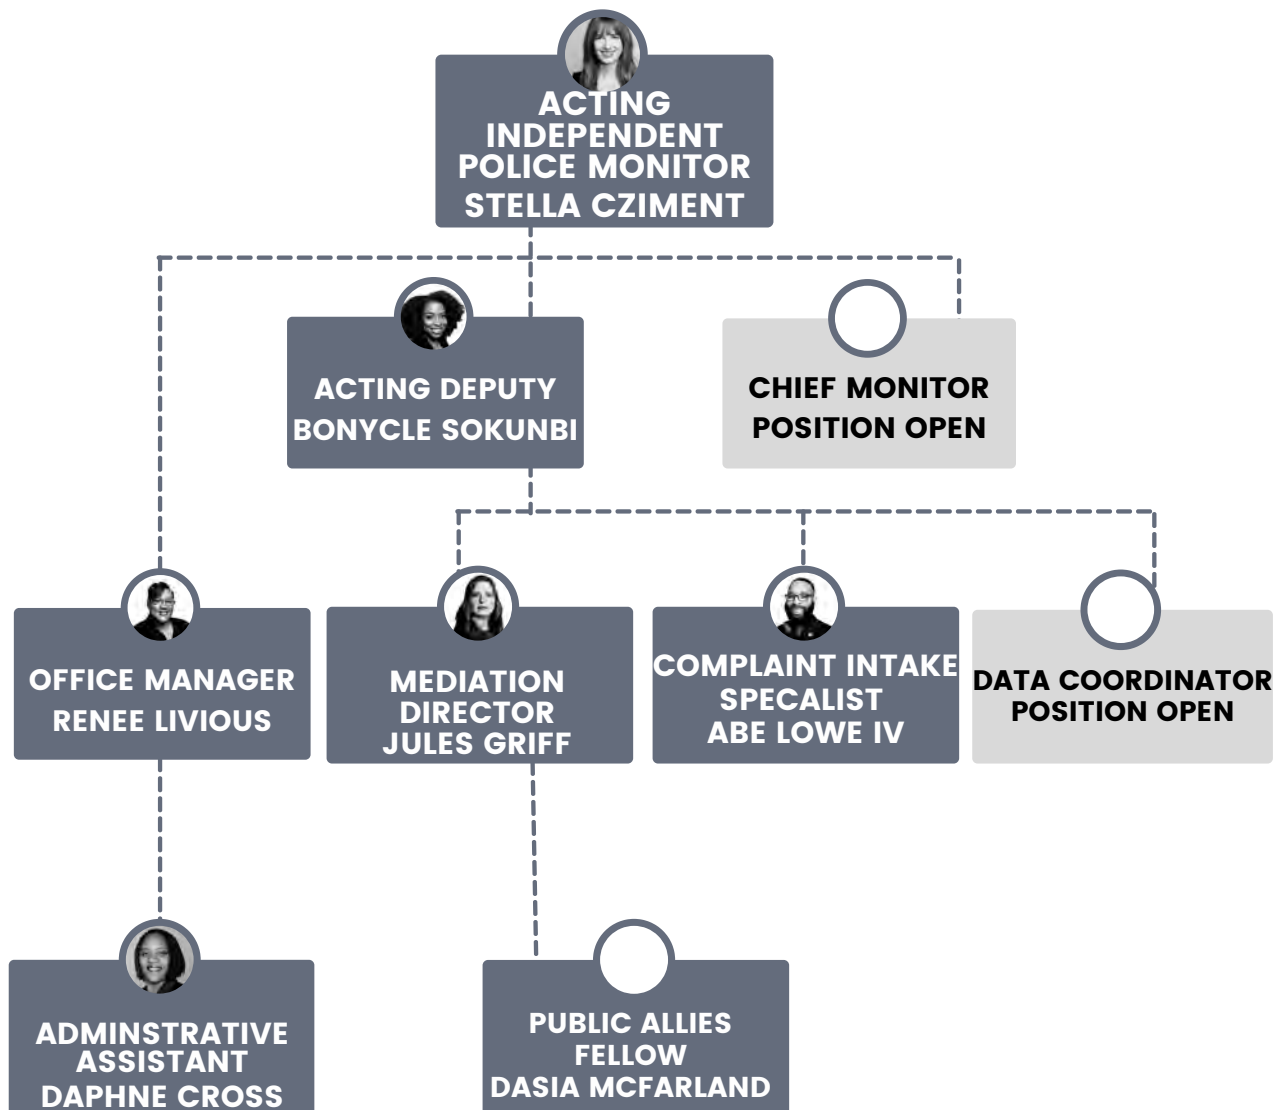 ACTING
INDEPENDENT
POLICE MONITOR
STELLA CZIMENT
ACTING DEPUTY
BONYCLE SOKUNBI
CHIEF MONITOR
POSITION OPEN
OFFICE MANAGER
RENEE LIVIOUS
MEDIATION
DIRECTOR
JULES GRIFF
COMPLAINT INTAKE
SPECALIST
ABE LOWE IV
DATA COORDINATOR
POSITION OPEN
ADMINSTRATIVE
ASSISTANT
DAPHNE CROSS
PUBLIC ALLIES
FELLOW
DASIA MCFARLAND